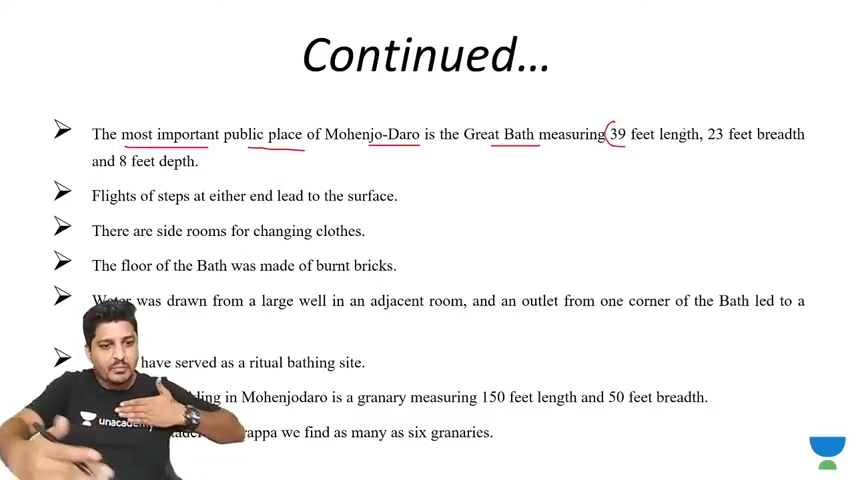 Continued...
The most important public place of Mohenjo-Daro is the Great Bath measuring 39 feet length, 23 feet breadth
and 8 feet depth.
Flights of steps at either end lead to the surface.
There are side rooms for changing clothes.
The floor of the Bath was made of burnt bricks.
Water was drawn from a large well in an adjacent room, and an outlet from one corner of the Bath led to a
have served as a ritual bathing site.
in Mohenjodaro is a granary measuring 150 feet length and 50 feet breadth.
we find as many as six granaries.
unacademy